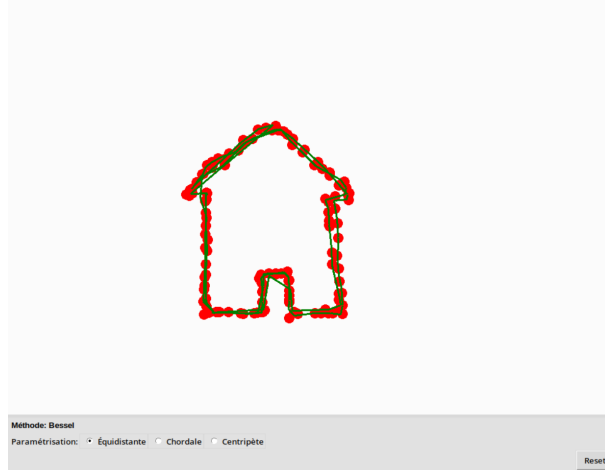 Méthode: Bessel
Paramétrisation: Équidistante Chordale Centripète
Reset